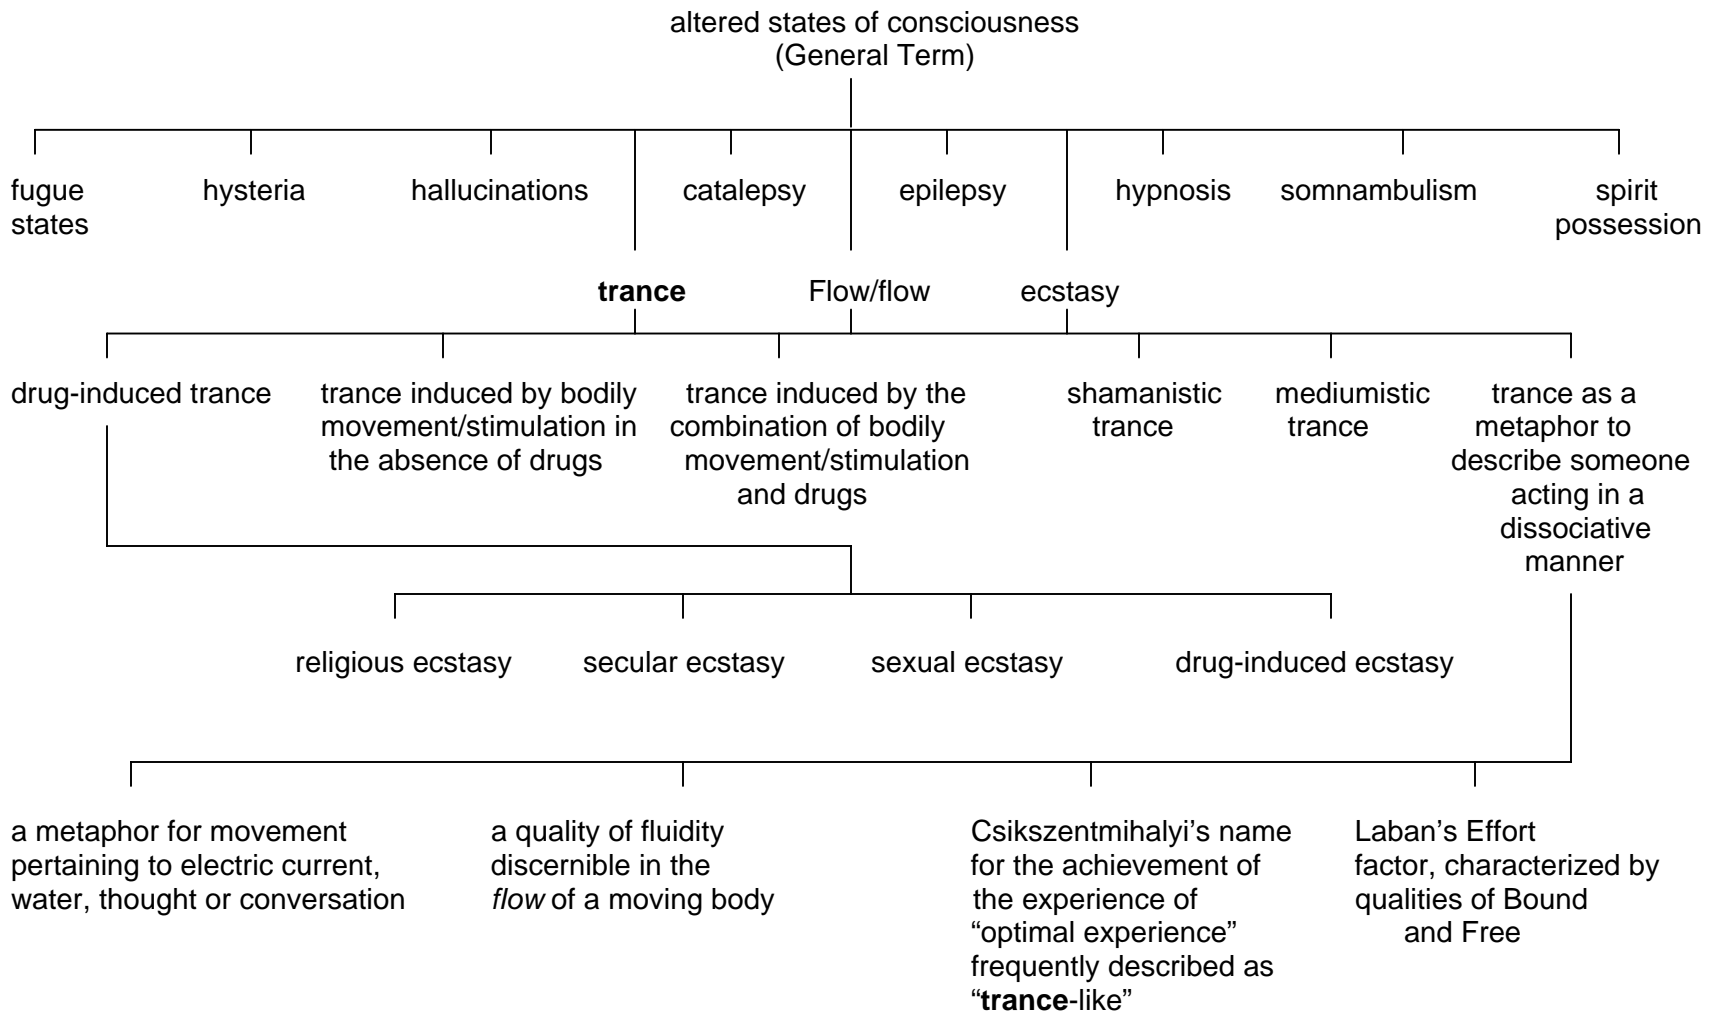 altered states of consciousness
(General Term)
fugue
states
hysteria
hallucinations
catalepsy
epilepsy
hypnosis
somnambulism
spirit
possession
trance
Flow/flow
ecstasy
drug-induced trance
trance induced by bodily
movement/stimulation in
the absence of drugs
trance induced by the
combination of bodily
movement/stimulation
and drugs
shamanistic
trance
mediumistic
trance
trance as a
metaphor to
describe someone
acting in a
dissociative
manner
religious ecstasy
secular ecstasy
sexual ecstasy
drug-induced ecstasy
a metaphor for movement
pertaining to electric current,
water, thought or conversation
a quality of fluidity
discernible in the
flow of a moving body
Csikszentmihalyi’s name
for the achievement of
the experience of
“optimal experience”
frequently described as
“trance-like”
Laban’s Effort
factor, characterized by
qualities of Bound
and Free